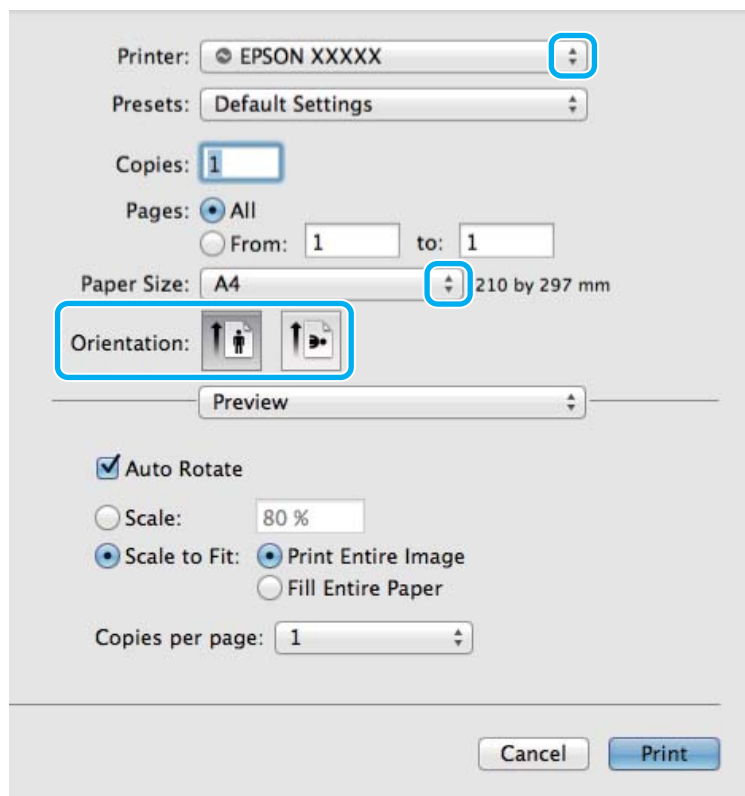 Printer: EPSON XXXXX
Presets: Default Settings
Copies: 1
Pages: All
From: 1 to: 1
Paper Size: A4 210 by 297 mm
Orientation:
Preview
Auto Rotate
Scale: 80 %
Scale to Fit: Print Entire Image
Fill Entire Paper
Copies per page: 1
Cancel Print